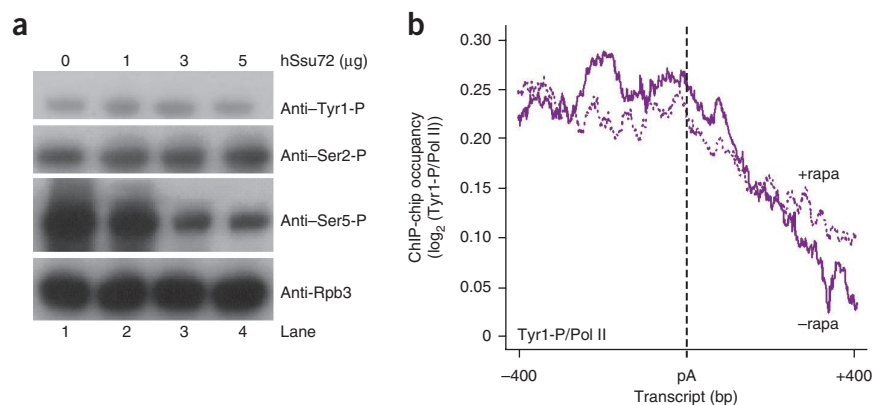 a
0 1 3 5 hSsu72 (μg)
Anti–Tyr1-P
Anti–Ser2-P
Anti–Ser5-P
Anti-Rpb3
1 2 3 4 Lane
b
ChIP-chip occupancy
(log2 (Tyr1-P/Pol II))
0.30
0.25
0.20
0.15
0.10
0.05
0
+rapa
–rapa
Tyr1-P/Pol II
–400 pA +400
Transcript (bp)